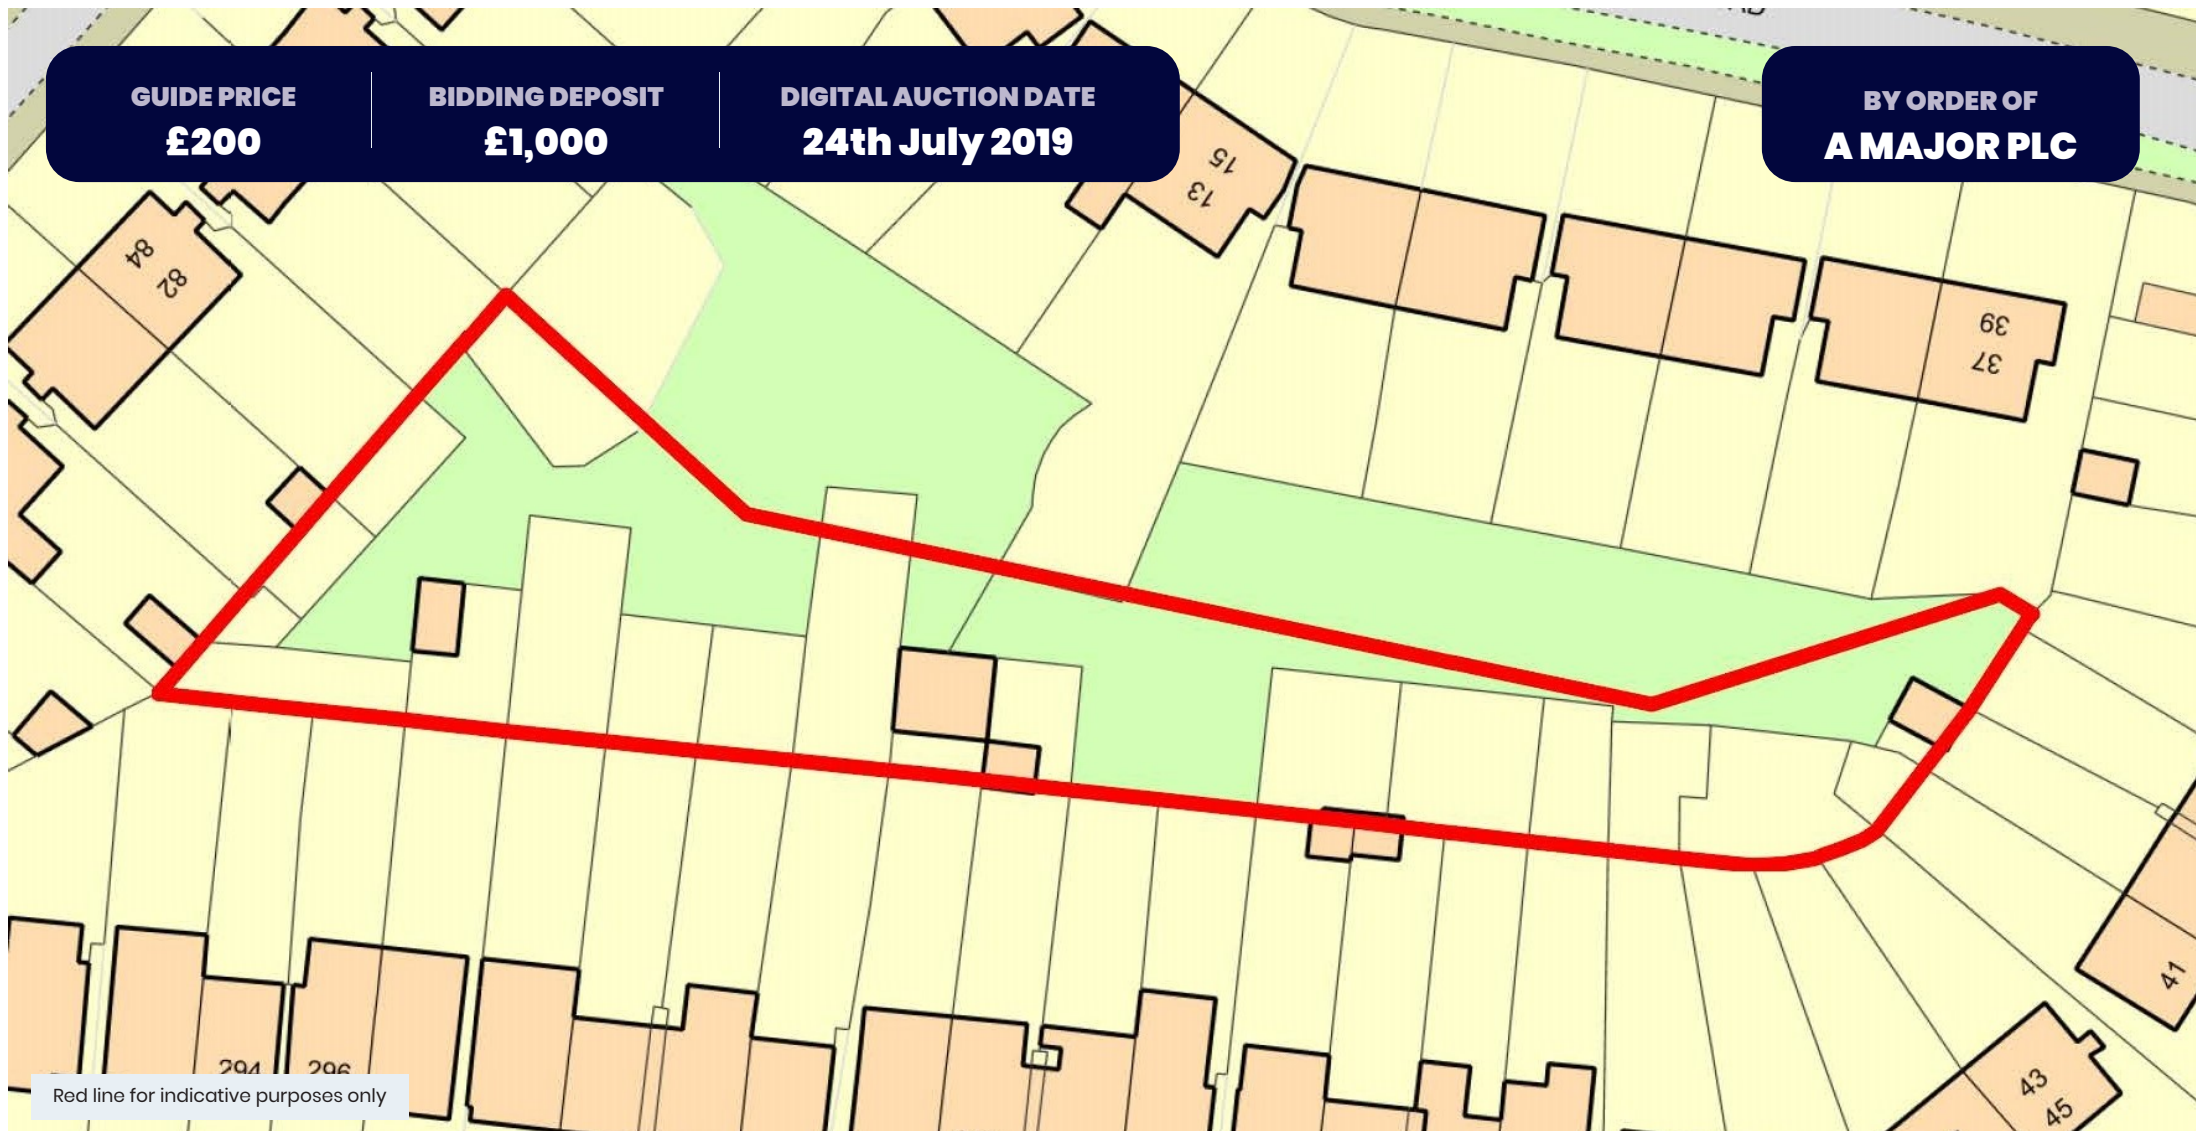 GUIDE PRICE
£200
BIDDING DEPOSIT
£1,000
DIGITAL AUCTION DATE
24th July 2019
BY ORDER OF
A MAJOR PLC
15
13
84
82
39
37
41
43
45
294
296
Red line for indicative purposes only